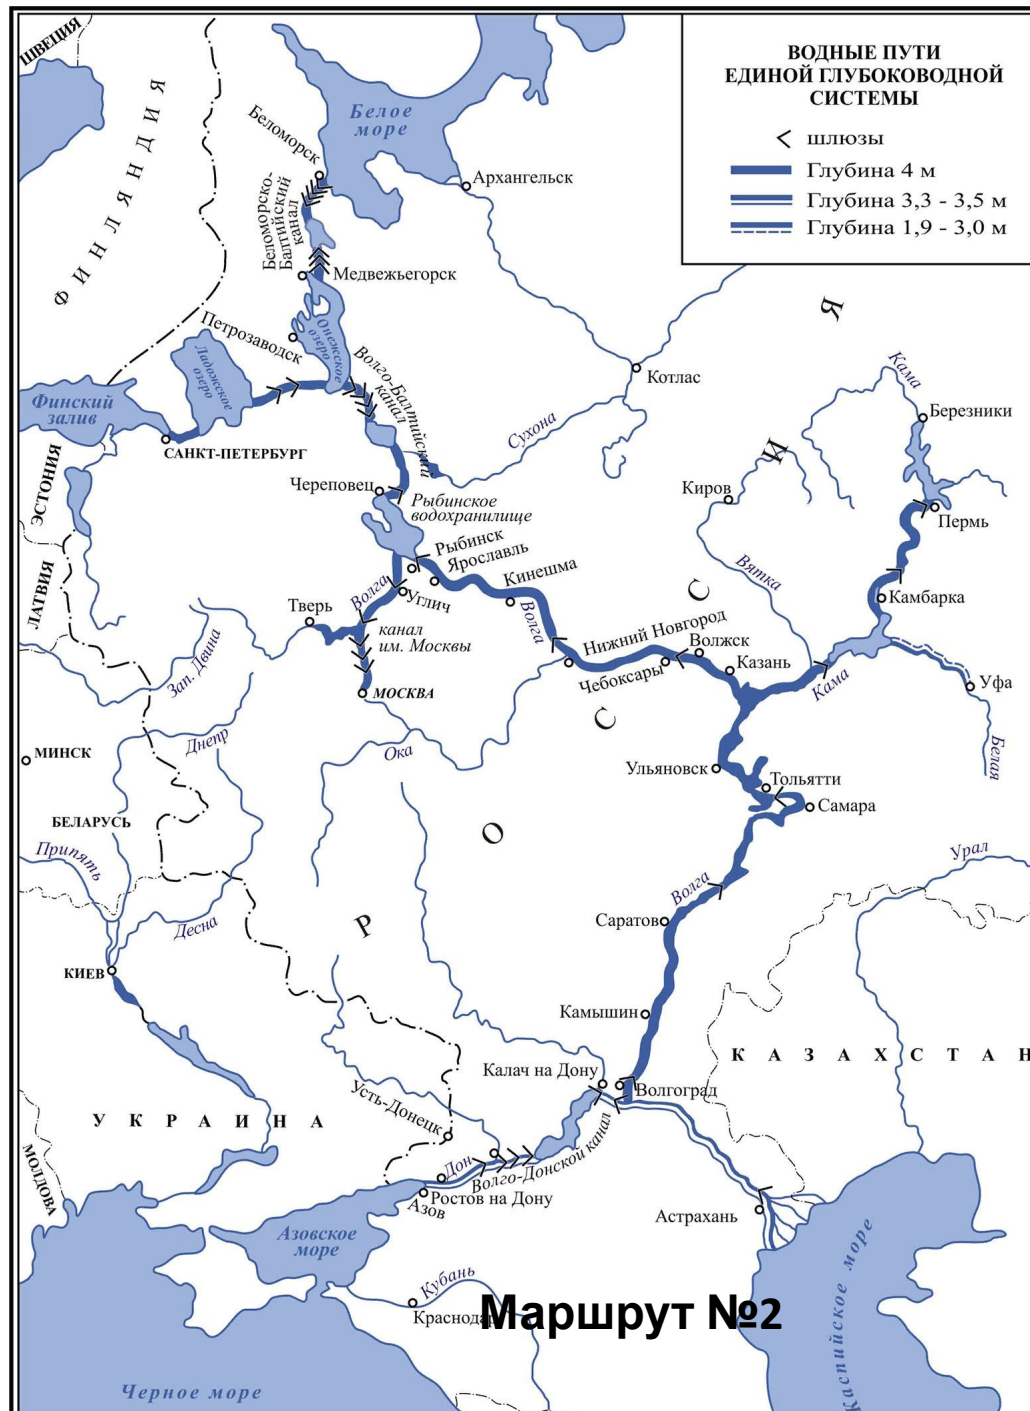 ШВЕЦИЯ
ФИНЛЯНДИЯ
ВОДНЫЕ ПУТИ
ЕДИНОЙ ГЛУБОКОВОДНОЙ
СИСТЕМЫ
шлюзы
Глубина 4 м
Глубина 3,3 - 3,5 м
Глубина 1,9 - 3,0 м
Белое
море
Беломорск
Архангельск
Беломорско-
Балтийский
канал
Медвежьегорск
Петрозаводск
Онежское
озеро
Ладожское
озеро
Волго-Балтийский
канал
Котлас
Кама
Березники
Финский
залив
Сухона
САНКТ-ПЕТЕРБУРГ
ЭСТОНИЯ
Череповец
Рыбинское
водохранилище
Киров
Пермь
РОССИЯ
ЛАТВИЯ
Рыбинск
Ярославль
Кинешма
Вятка
Камбарка
Тверь
Волга
Углич
Волга
канал
им. Москвы
Нижний Новгород
Волжск
Чебоксары
Казань
Зап. Двина
МОСКВА
Кама
Уфа
Белая
Днепр
Ока
МИНСК
Ульяновск
Тольятти
Самара
БЕЛАРУСЬ
Припять
Урал
Волга
Десна
Саратов
КИЕВ
Камышин
КАЗАХСТАН
Калач на Дону
Волгоград
Усть-Донецк
УКРАИНА
МОЛДОВА
Дон
Волго-Донской канал
Ростов на Дону
Азов
Астрахань
Азовское
море
Каспийское море
Кубань
Краснодар
Маршрут №2
Черное море